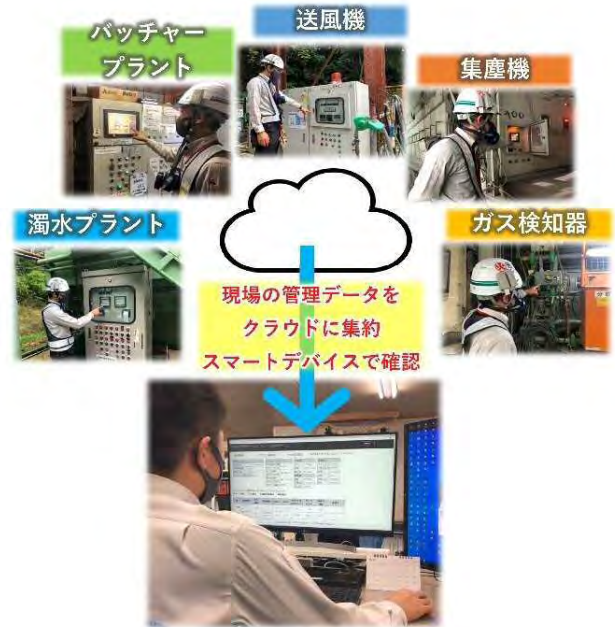 送風機
バッチャー
プラント
集塵機
濁水プラント
ガス検知器
現場の管理データを
クラウドに集約
スマートデバイスで確認